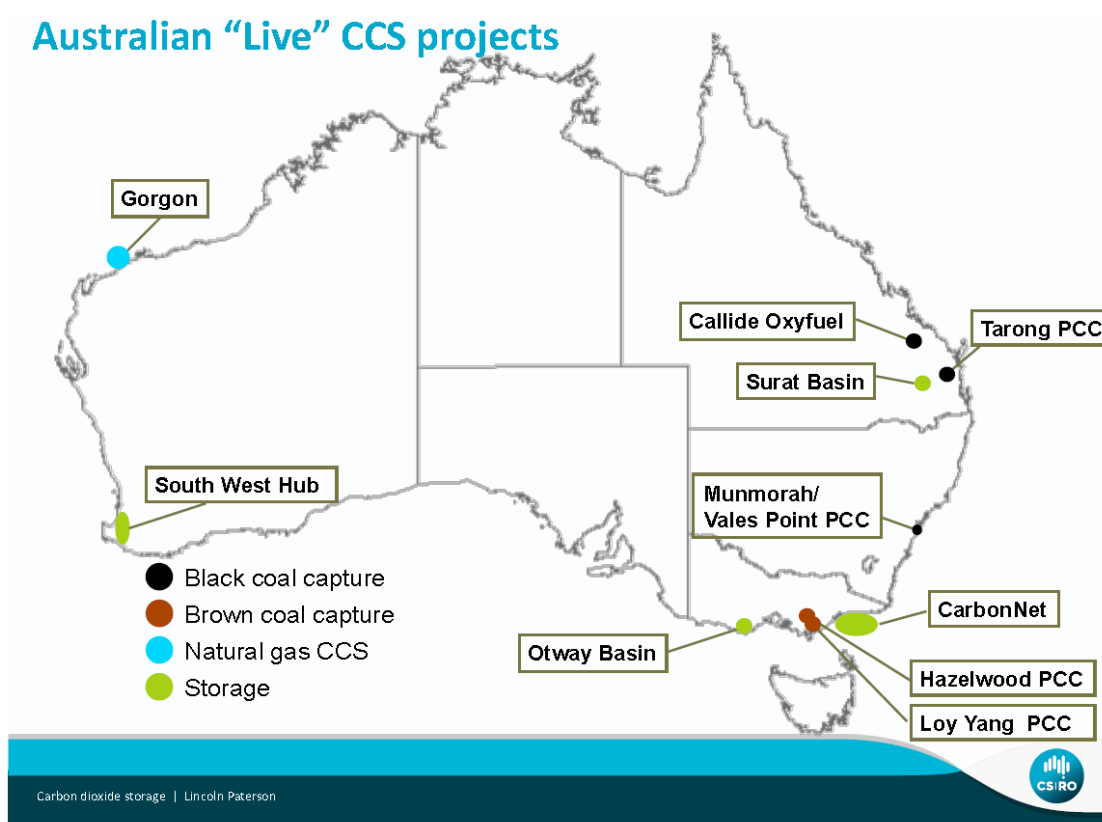 Australian “Live” CCS projects
Gorgon
Callide Oxyfuel
Tarong PCC
Surat Basin
South West Hub
Munmorah/
Vales Point PCC
Black coal capture
Brown coal capture
Natural gas CCS
Storage
CarbonNet
Otway Basin
Hazelwood PCC
Loy Yang PCC
Carbon dioxide storage | Lincoln Paterson
CSIRO